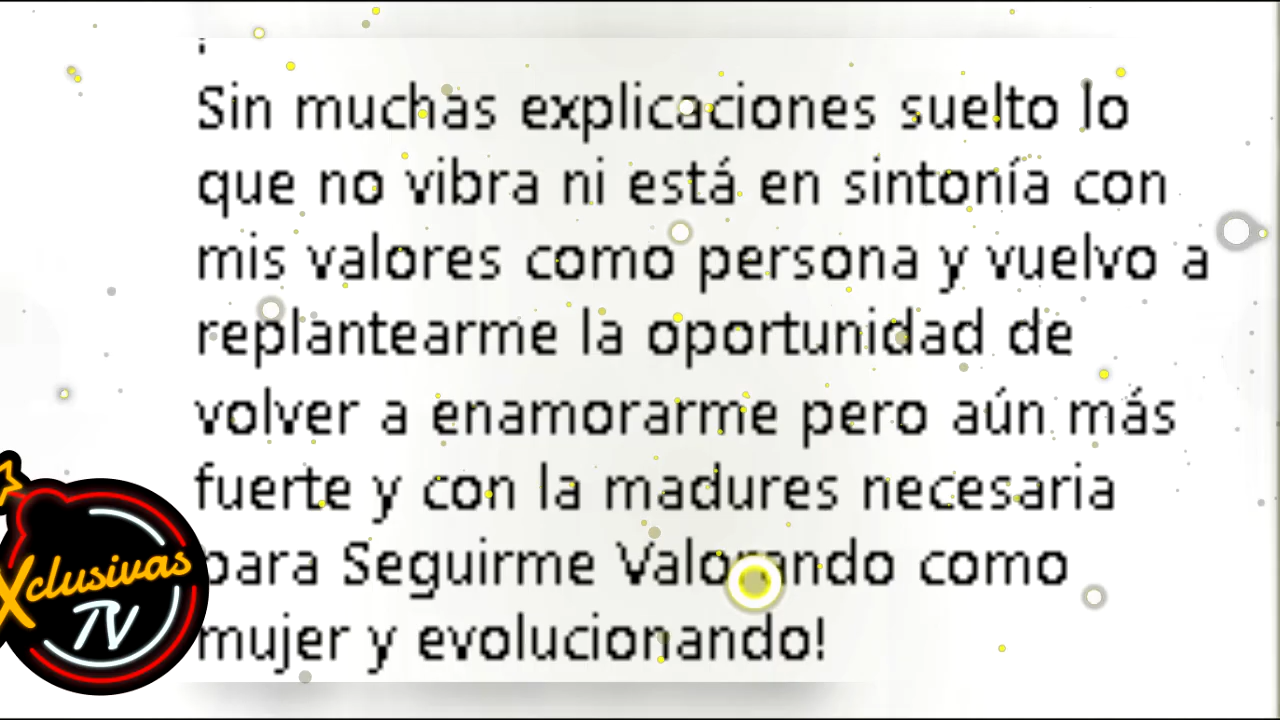 Sin muchas explicaciones suelto lo
que no vibra ni está en sintonía con
mis valores como persona y vuelvo a
replantearme la oportunidad de
volver a enamorarme pero aún más
fuerte y con la madures necesaria
para Seguirme Valorando como
mujer y evolucionando!
Xclusivas
TV